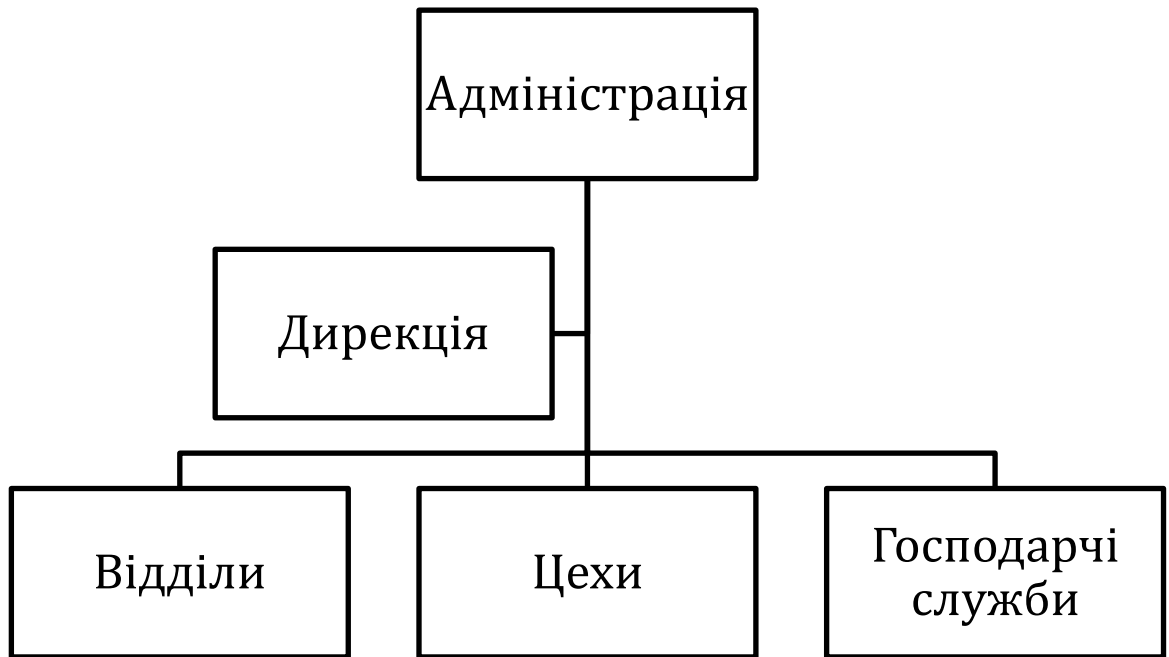 Адміністрація
Дирекція
Відділи
Цехи
Господарчі
служби